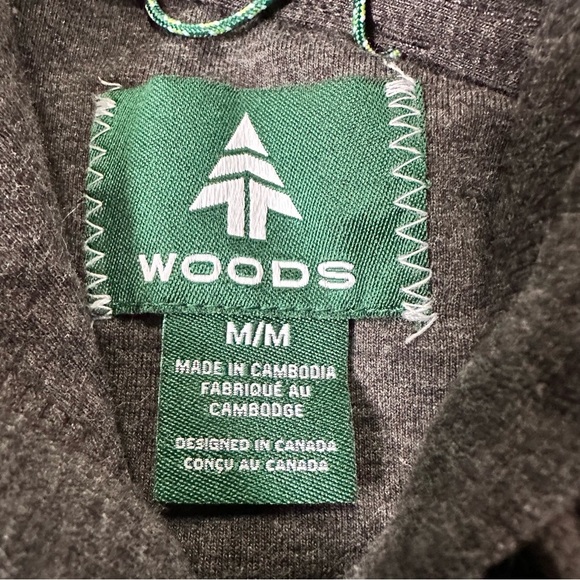 WOODS
M/M
MADE IN CAMBODIA
FABRIQUÉ AU
CAMBODGE
DESIGNED IN CANADA
CONÇU AU CANADA